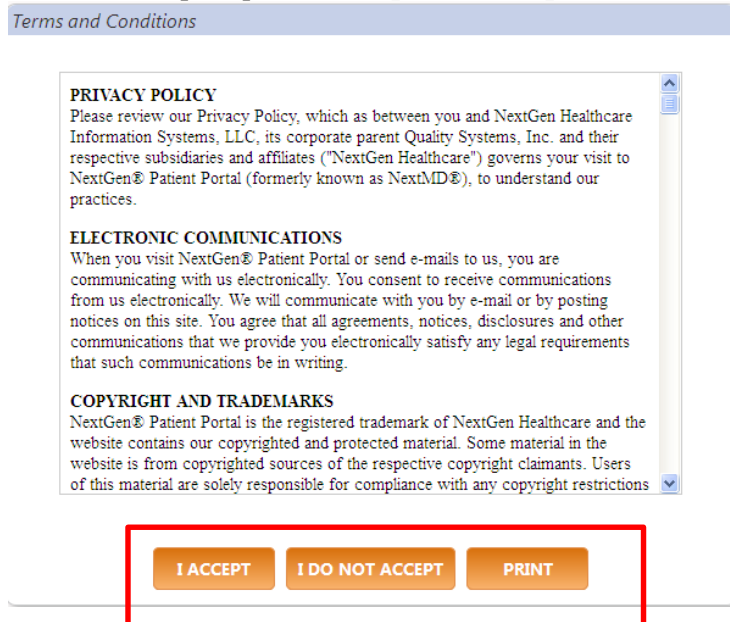 Terms and Conditions
PRIVACY POLICY
Please review our Privacy Policy, which as between you and NextGen Healthcare
Information Systems, LLC, its corporate parent Quality Systems, Inc. and their
respective subsidiaries and affiliates ("NextGen Healthcare") governs your visit to
NextGen® Patient Portal (formerly known as NextMD®), to understand our
practices.
ELECTRONIC COMMUNICATIONS
When you visit NextGen® Patient Portal or send e-mails to us, you are
communicating with us electronically. You consent to receive communications
from us electronically. We will communicate with you by e-mail or by posting
notices on this site. You agree that all agreements, notices, disclosures and other
communications that we provide you electronically satisfy any legal requirements
that such communications be in writing.
COPYRIGHT AND TRADEMARKS
NextGen® Patient Portal is the registered trademark of NextGen Healthcare and the
website contains our copyrighted and protected material. Some material in the
website is from copyrighted sources of the respective copyright claimants. Users
of this material are solely responsible for compliance with any copyright restrictions
I ACCEPT
I DO NOT ACCEPT
PRINT